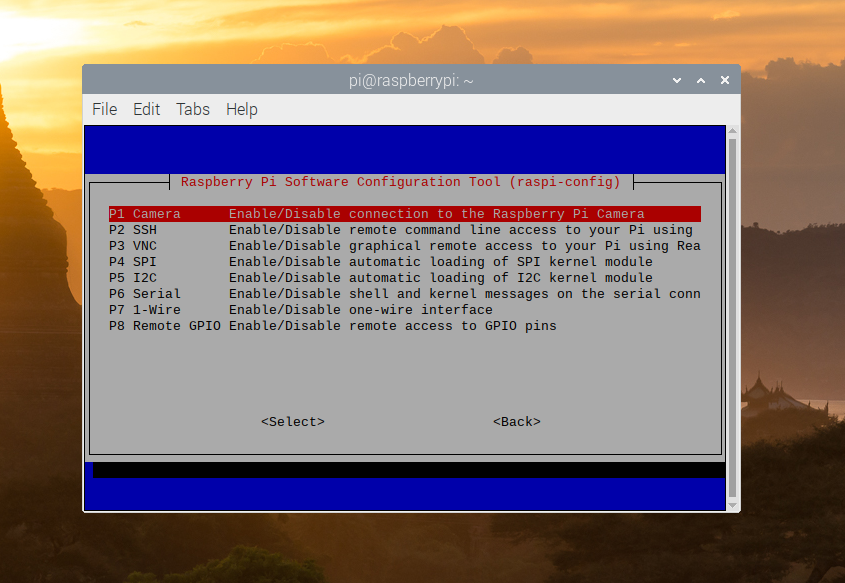 pi@raspberrypi: ~
File Edit Tabs Help
Raspberry Pi Software Configuration Tool (raspi-config)
P1 Camera Enable/Disable connection to the Raspberry Pi Camera
P2 SSH Enable/Disable remote command line access to your Pi using
P3 VNC Enable/Disable graphical remote access to your Pi using Rea
P4 SPI Enable/Disable automatic loading of SPI kernel module
P5 I2C Enable/Disable automatic loading of I2C kernel module
P6 Serial Enable/Disable shell and kernel messages on the serial conn
P7 1-Wire Enable/Disable one-wire interface
P8 Remote GPIO Enable/Disable remote access to GPIO pins
<Select> <Back>